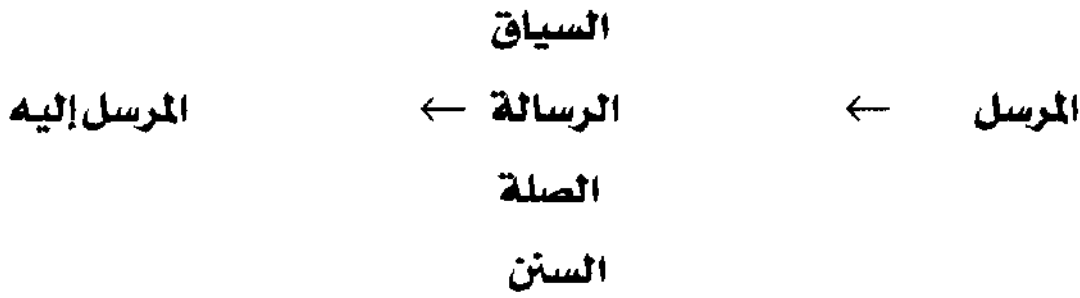 السياق
المرسل ← الرسالة ← المرسل إليه
الصلة
السنن